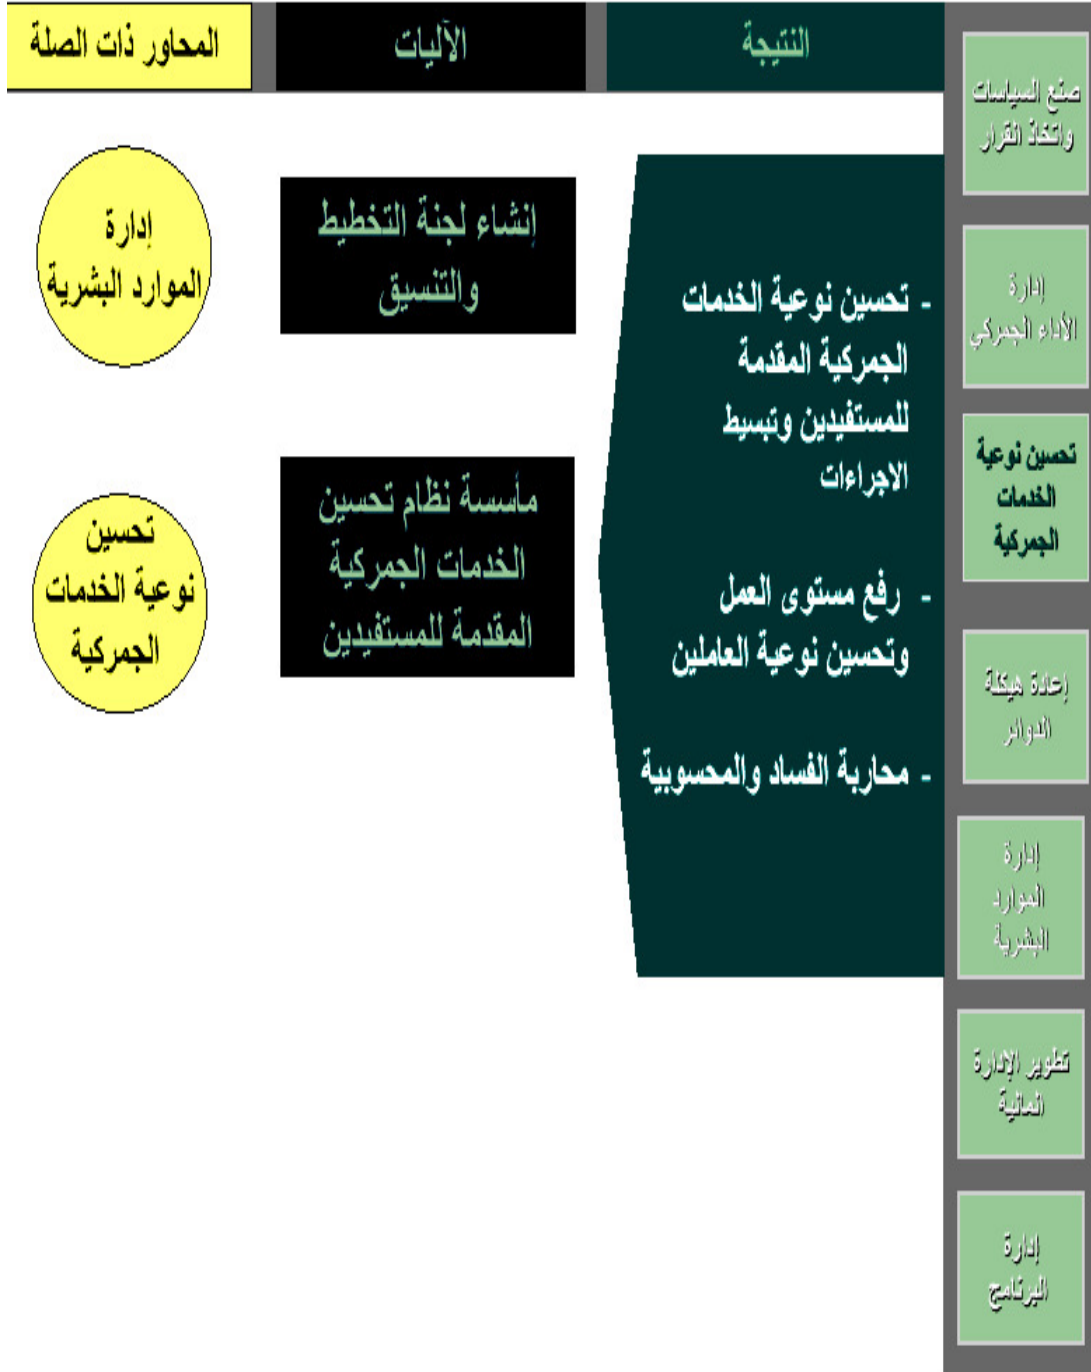 صنع السياسات
واتخاذ القرار
إدارة
الأداء الجمركي
تحسين نوعية
الخدمات
الجمركية
إعادة هيكلة
الدوائر
إدارة
الموارد
البشرية
تطوير الإدارة
المالية
إدارة
البرنامج
النتيجة
- تحسين نوعية الخدمات
الجمركية المقدمة
للمستفيدين وتبسيط
الاجراءات
- رفع مستوى العمل
وتحسين نوعية العاملين
- محاربة الفساد والمحسوبية
الآليات
إنشاء لجنة التخطيط
والتنسيق
مأسسة نظام تحسين
الخدمات الجمركية
المقدمة للمستفيدين
المحاور ذات الصلة
إدارة
الموارد البشرية
تحسين
نوعية الخدمات
الجمركية